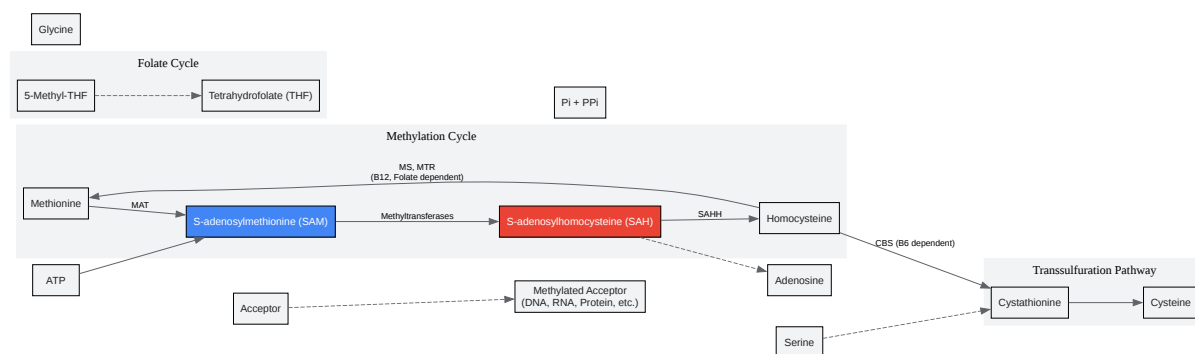 Glycine
Folate Cycle
5-Methyl-THF
Tetrahydrofolate (THF)
Pi + PPi
Methylation Cycle
MS, MTR
(B12, Folate dependent)
Methionine
MAT
S-adenosylmethionine (SAM)
Methyltransferases
S-adenosylhomocysteine (SAH)
SAHH
Homocysteine
CBS (B6 dependent)
ATP
Adenosine
Transsulfuration Pathway
Acceptor
Methylated Acceptor
(DNA, RNA, Protein, etc.)
Cystathionine
Cysteine
Serine